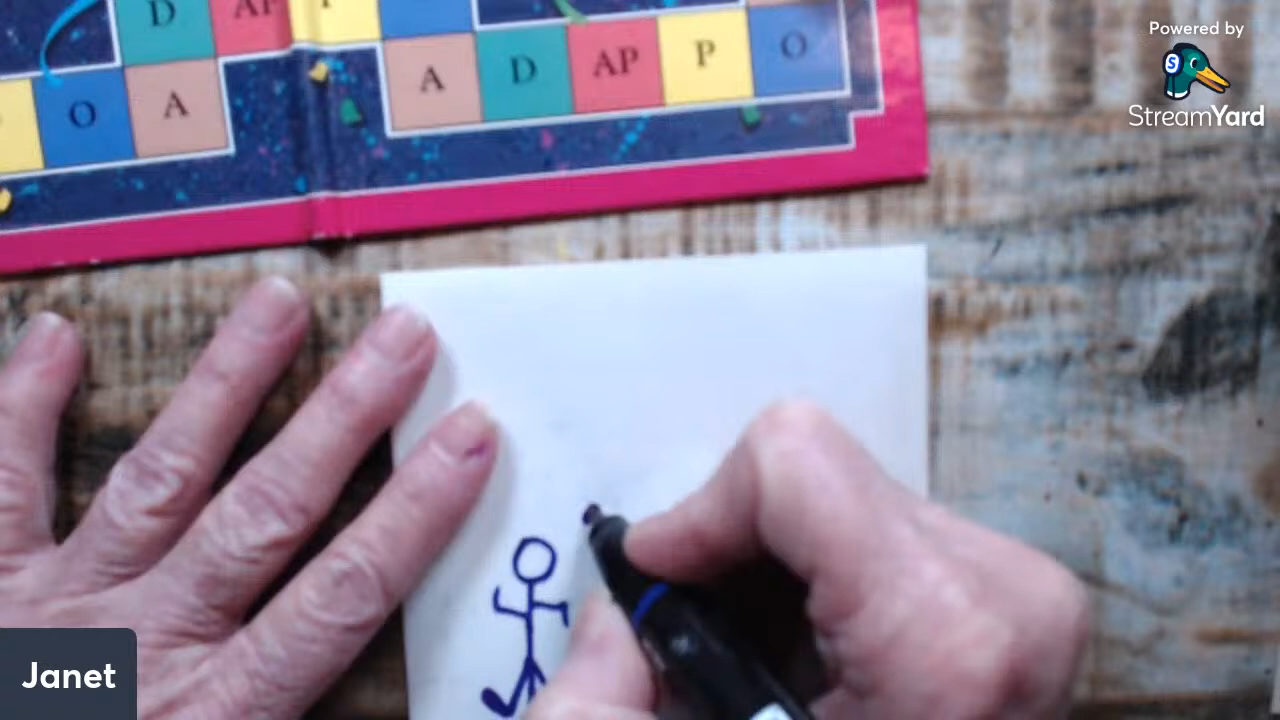 Powered by
StreamYard
D AP P
A D AP P O
O A
Janet